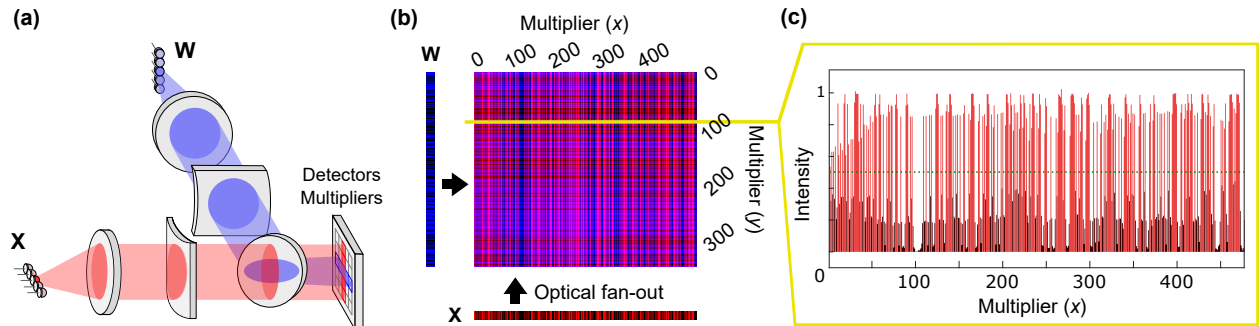 (a)
W
X
Detectors
Multipliers
(b)
Multiplier (x)
W
0
100
200
300
400
0
100
200
300
Multiplier (y)
Optical fan-out
X
(c)
1
Intensity
0
100
200
300
400
Multiplier (x)